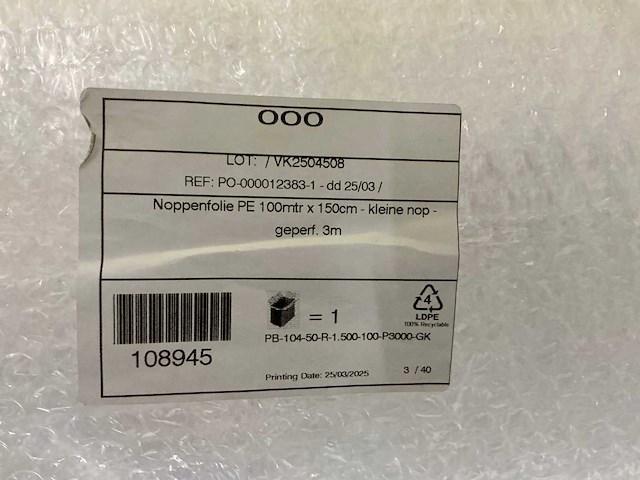 OOO
LOT: / VK2504508
REF: PO-000012383-1 - dd 25/03 /
Noppenfolie PE 100mtr x 150cm - kleine nop -
geperf. 3m
= 1
4
LDPE
100% Recyclable
PB-104-50-R-1.500-100-P3000-GK
108945
Printing Date: 25/03/2025
3 / 40